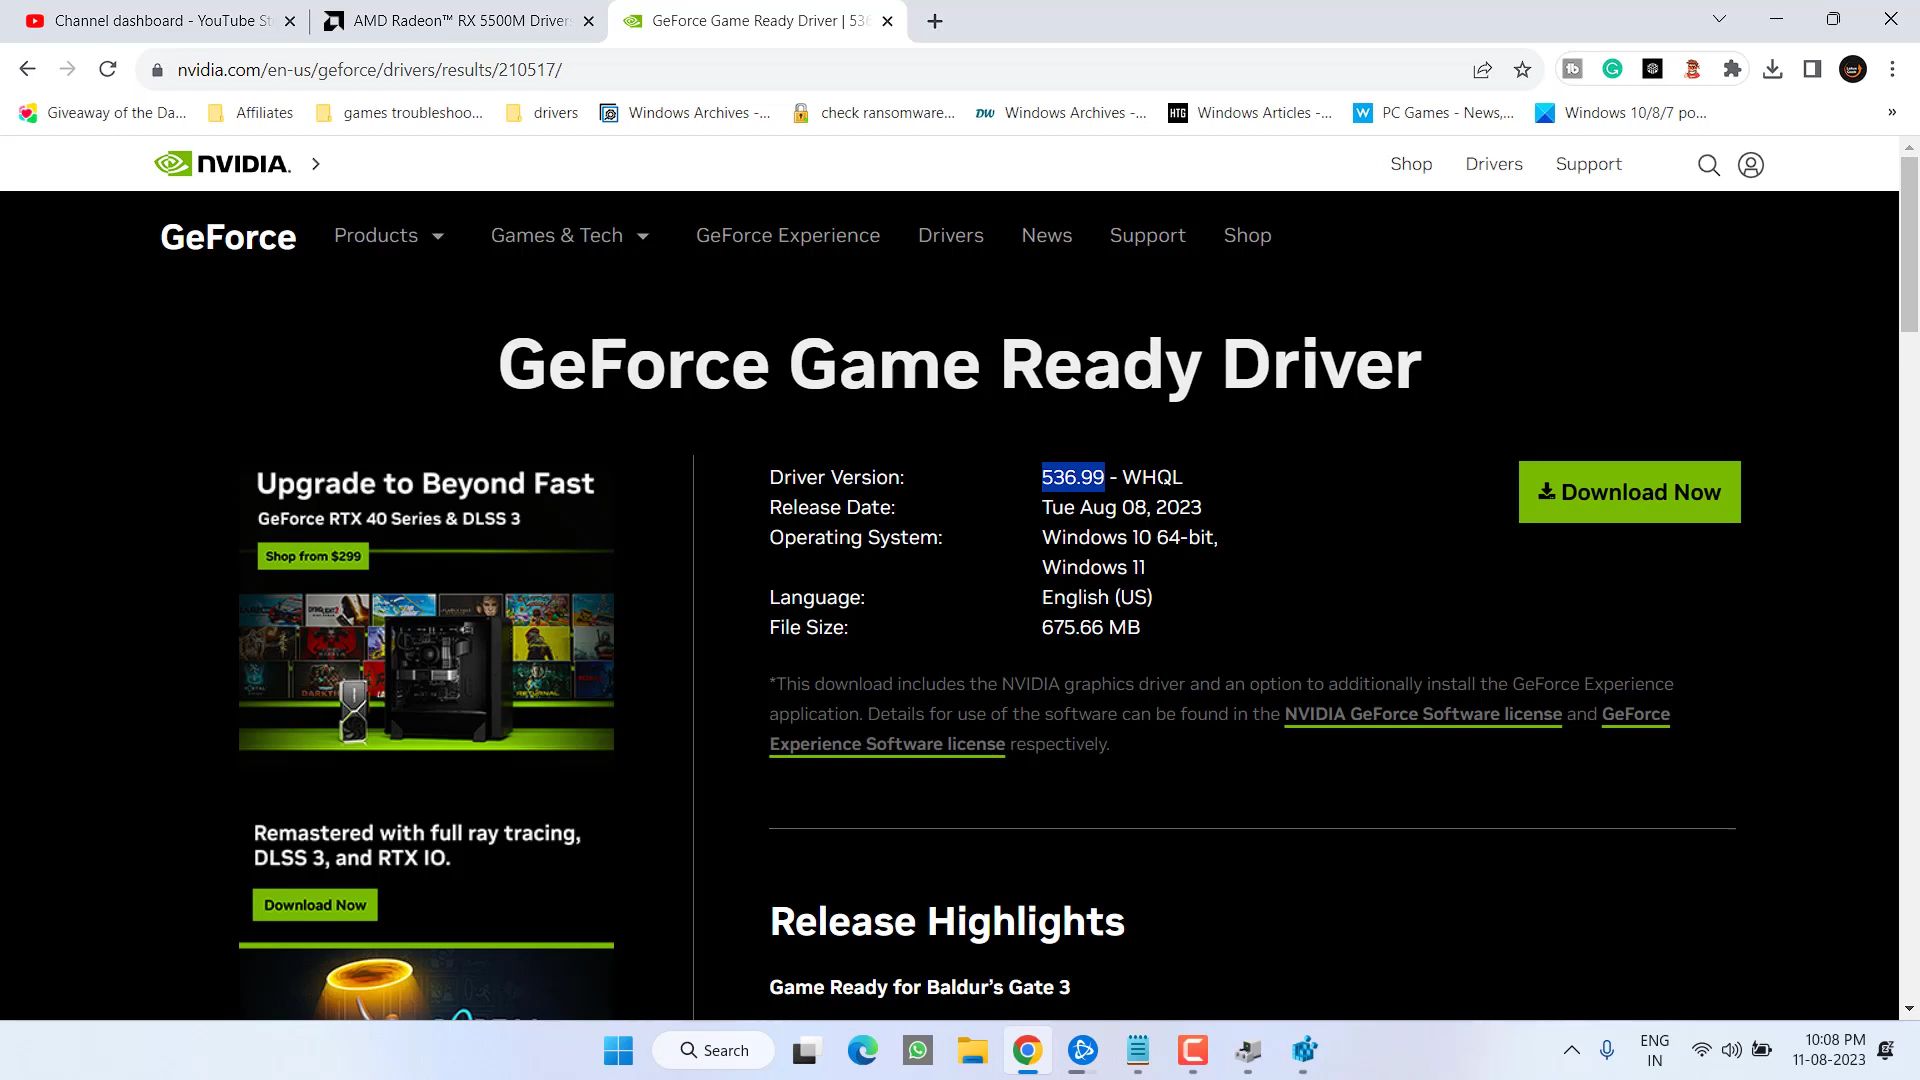 Channel dashboard - YouTube St
AMD Radeon™ RX 5500M Drivers
GeForce Game Ready Driver | 536
nvidia.com/en-us/geforce/drivers/results/210517/
Giveaway of the Da...
Affiliates
games troubleshoo...
drivers
Windows Archives -...
check ransomware...
DW Windows Archives -...
HTG Windows Articles -...
W PC Games - News,...
Windows 10/8/7 po...
»
NVIDIA.
Shop
Drivers
Support
GeForce
Products
Games & Tech
GeForce Experience
Drivers
News
Support
Shop
GeForce Game Ready Driver
Upgrade to Beyond Fast
GeForce RTX 40 Series & DLSS 3
Shop from $299
Driver Version: 536.99 - WHQL
Release Date: Tue Aug 08, 2023
Operating System: Windows 10 64-bit,
Windows 11
Language: English (US)
File Size: 675.66 MB
Download Now
*This download includes the NVIDIA graphics driver and an option to additionally install the GeForce Experience
application. Details for use of the software can be found in the NVIDIA GeForce Software license and GeForce
Experience Software license respectively.
Remastered with full ray tracing,
DLSS 3, and RTX IO.
Download Now
Release Highlights
Game Ready for Baldur's Gate 3
Search
ENG
IN
10:08 PM
11-08-2023